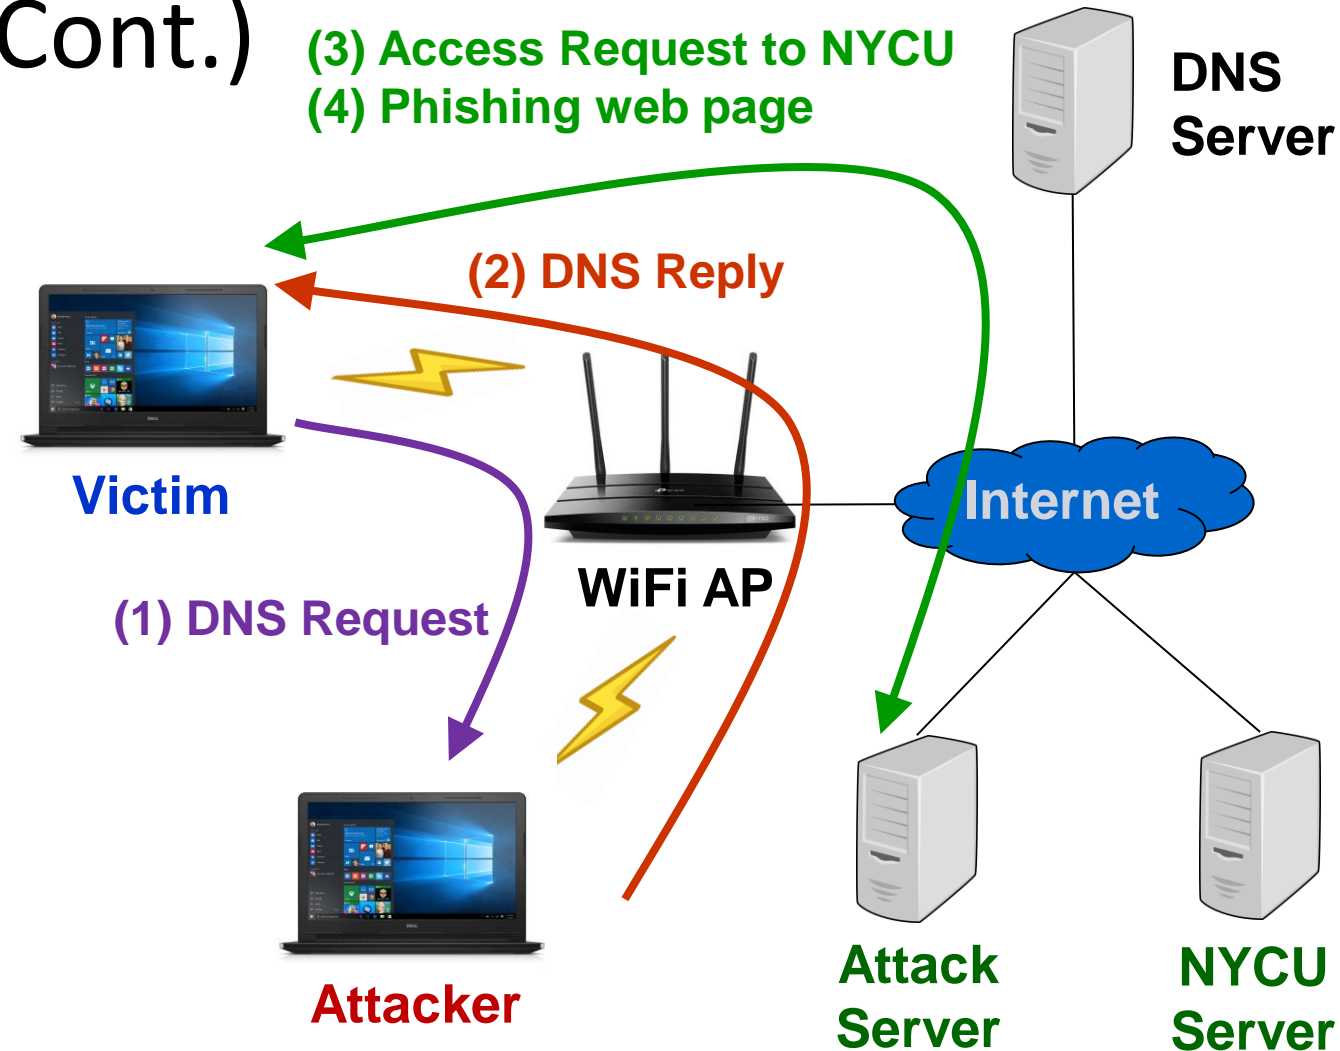 Cont.)
(3) Access Request to NYCU
(4) Phishing web page
DNS
Server
(2) DNS Reply
Victim
Internet
WiFi AP
(1) DNS Request
Attacker
Attack
Server
NYCU
Server